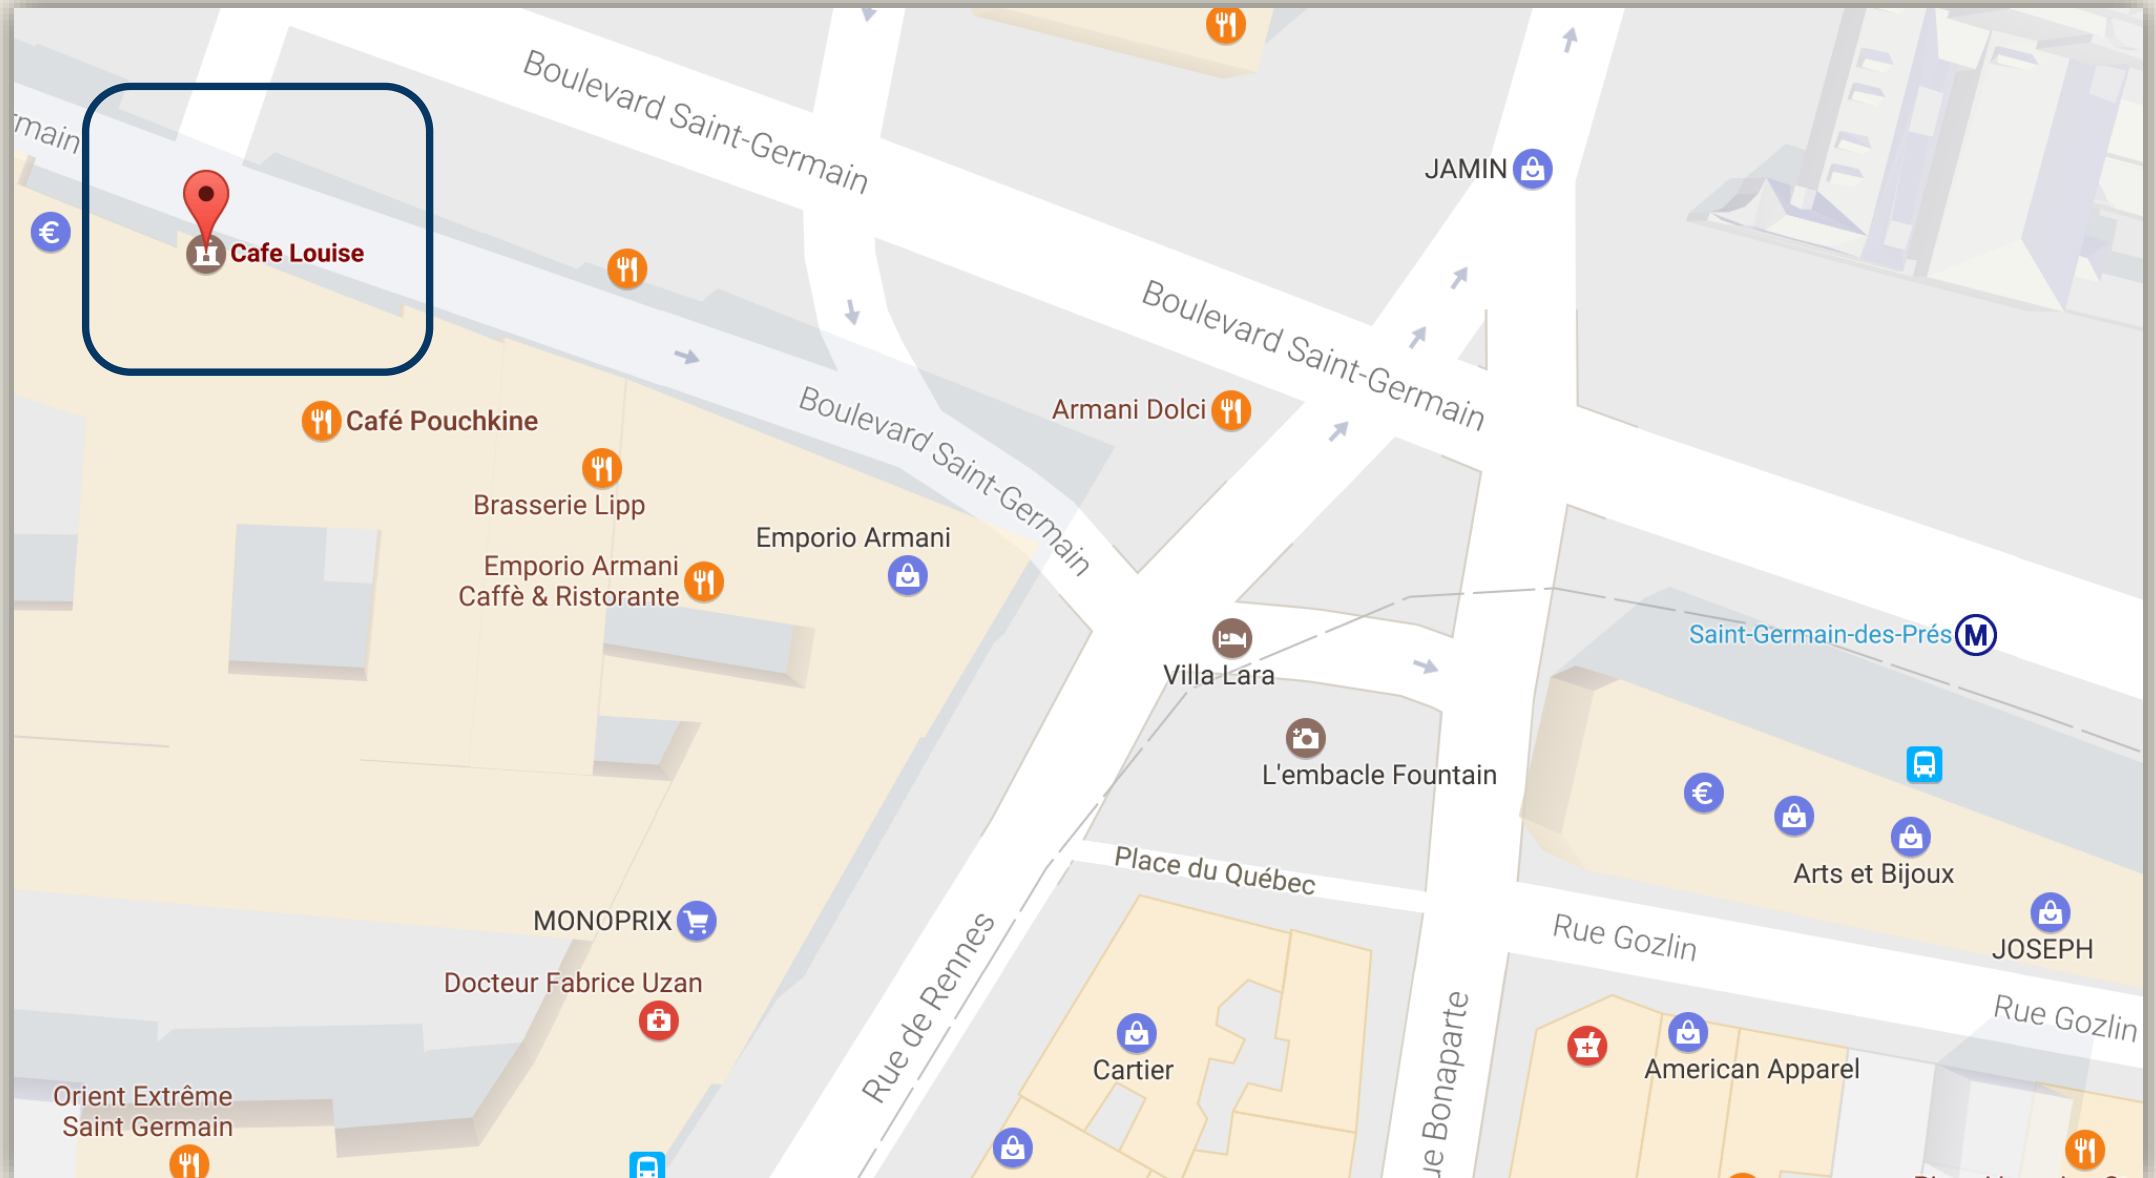 Boulevard Saint-Germain
JAMIN
Cafe Louise
€
Boulevard Saint-Germain
Boulevard Saint-Germain
Armani Dolci
Café Pouchkine
Brasserie Lipp
Emporio Armani
Emporio Armani
Caffè & Ristorante
Saint-Germain-des-Prés M
Villa Lara
L'embacle Fountain
€
Place du Québec
Arts et Bijoux
MONOPRIX
Rue Gozlin
JOSEPH
Docteur Fabrice Uzan
Rue de Rennes
Rue Gozlin
Cartier
American Apparel
Bonaparte
Orient Extrême
Saint Germain